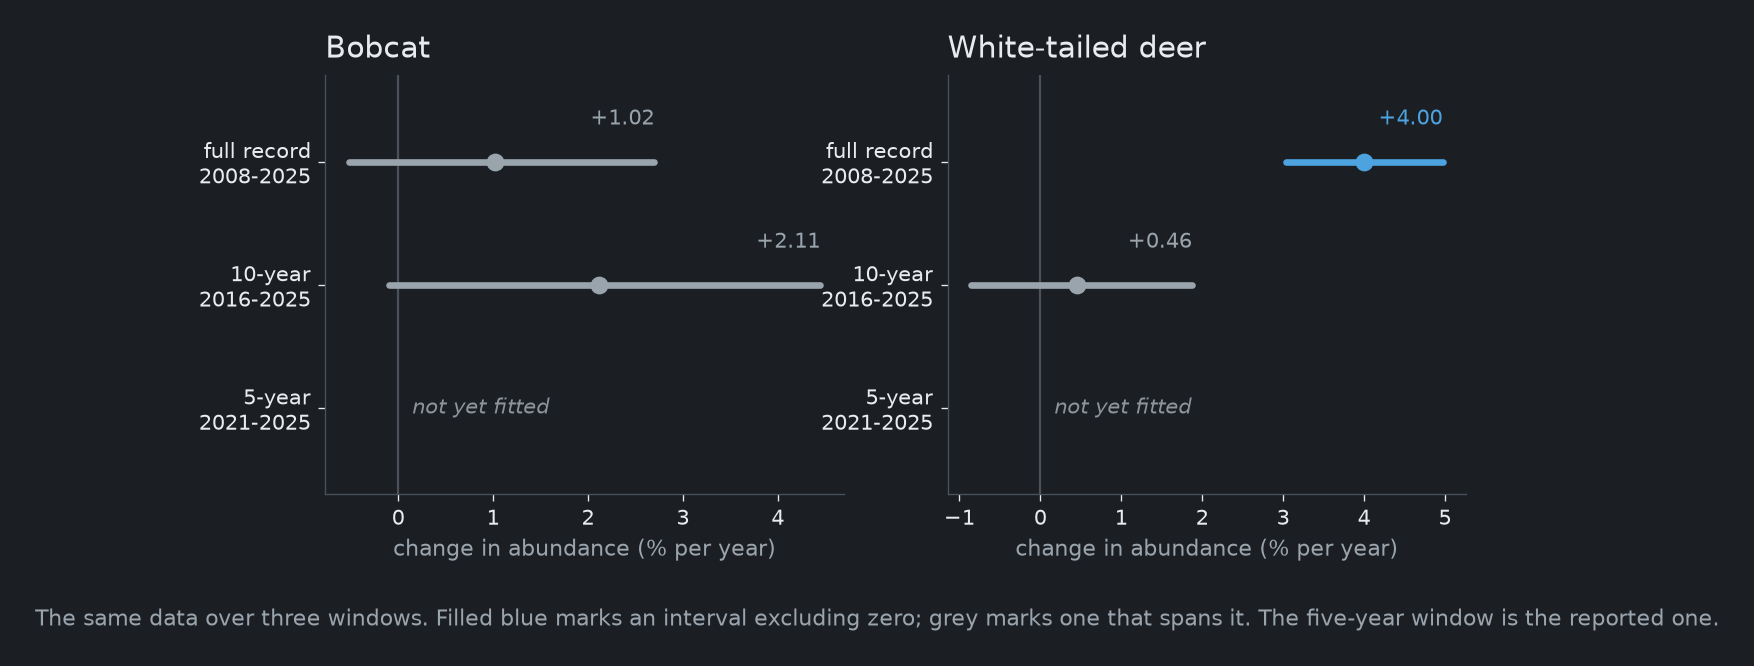 Bobcat
+1.02
full record
2008-2025
+2.11
10-year
2016-2025
5-year
2021-2025
not yet fitted
0 1 2 3 4
change in abundance (% per year)
White-tailed deer
+4.00
full record
2008-2025
+0.46
10-year
2016-2025
5-year
2021-2025
not yet fitted
−1 0 1 2 3 4 5
change in abundance (% per year)
The same data over three windows. Filled blue marks an interval excluding zero; grey marks one that spans it. The five-year window is the reported one.